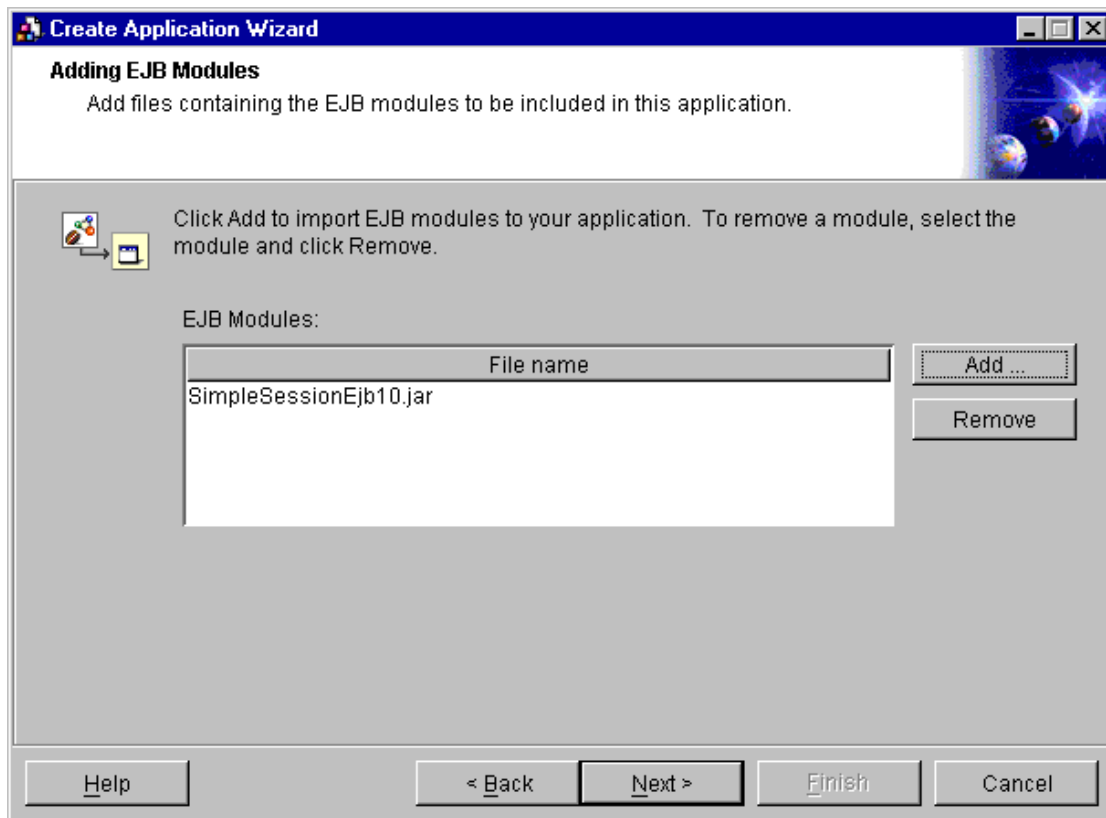 Create Application Wizard
Adding EJB Modules
Add files containing the EJB modules to be included in this application.
Click Add to import EJB modules to your application. To remove a module, select the
module and click Remove.
EJB Modules:
File name
Add ...
SimpleSessionEjb10.jar
Remove
Help
< Back
Next >
Finish
Cancel